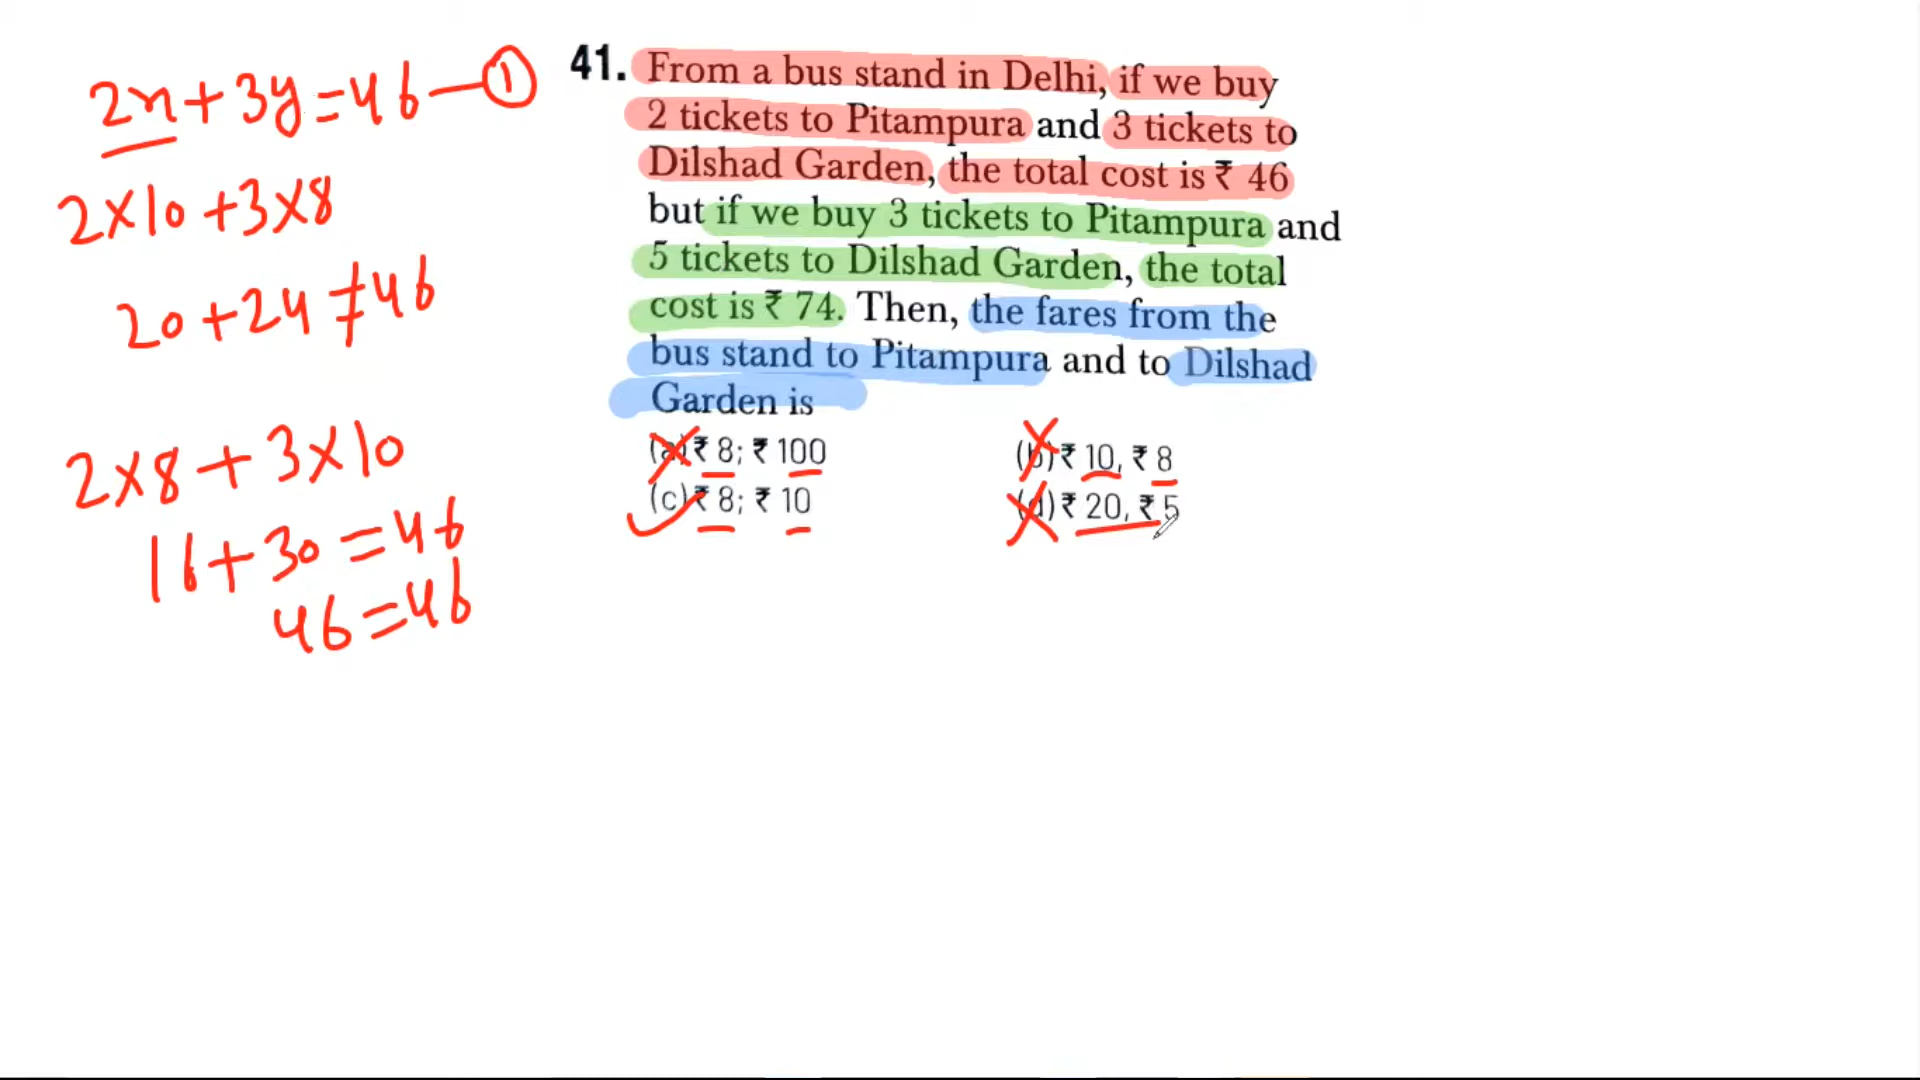 2x+3y=46—①
2×10+3×8
20+24≠46
2×8+3×10
16+30=46
46=46
41. From a bus stand in Delhi, if we buy
2 tickets to Pitampura and 3 tickets to
Dilshad Garden, the total cost is ₹ 46
but if we buy 3 tickets to Pitampura and
5 tickets to Dilshad Garden, the total
cost is ₹ 74. Then, the fares from the
bus stand to Pitampura and to Dilshad
Garden is
(a) ₹ 8; ₹ 100 (b) ₹ 10, ₹ 8
(c) ₹ 8; ₹ 10 (d) ₹ 20, ₹ 5